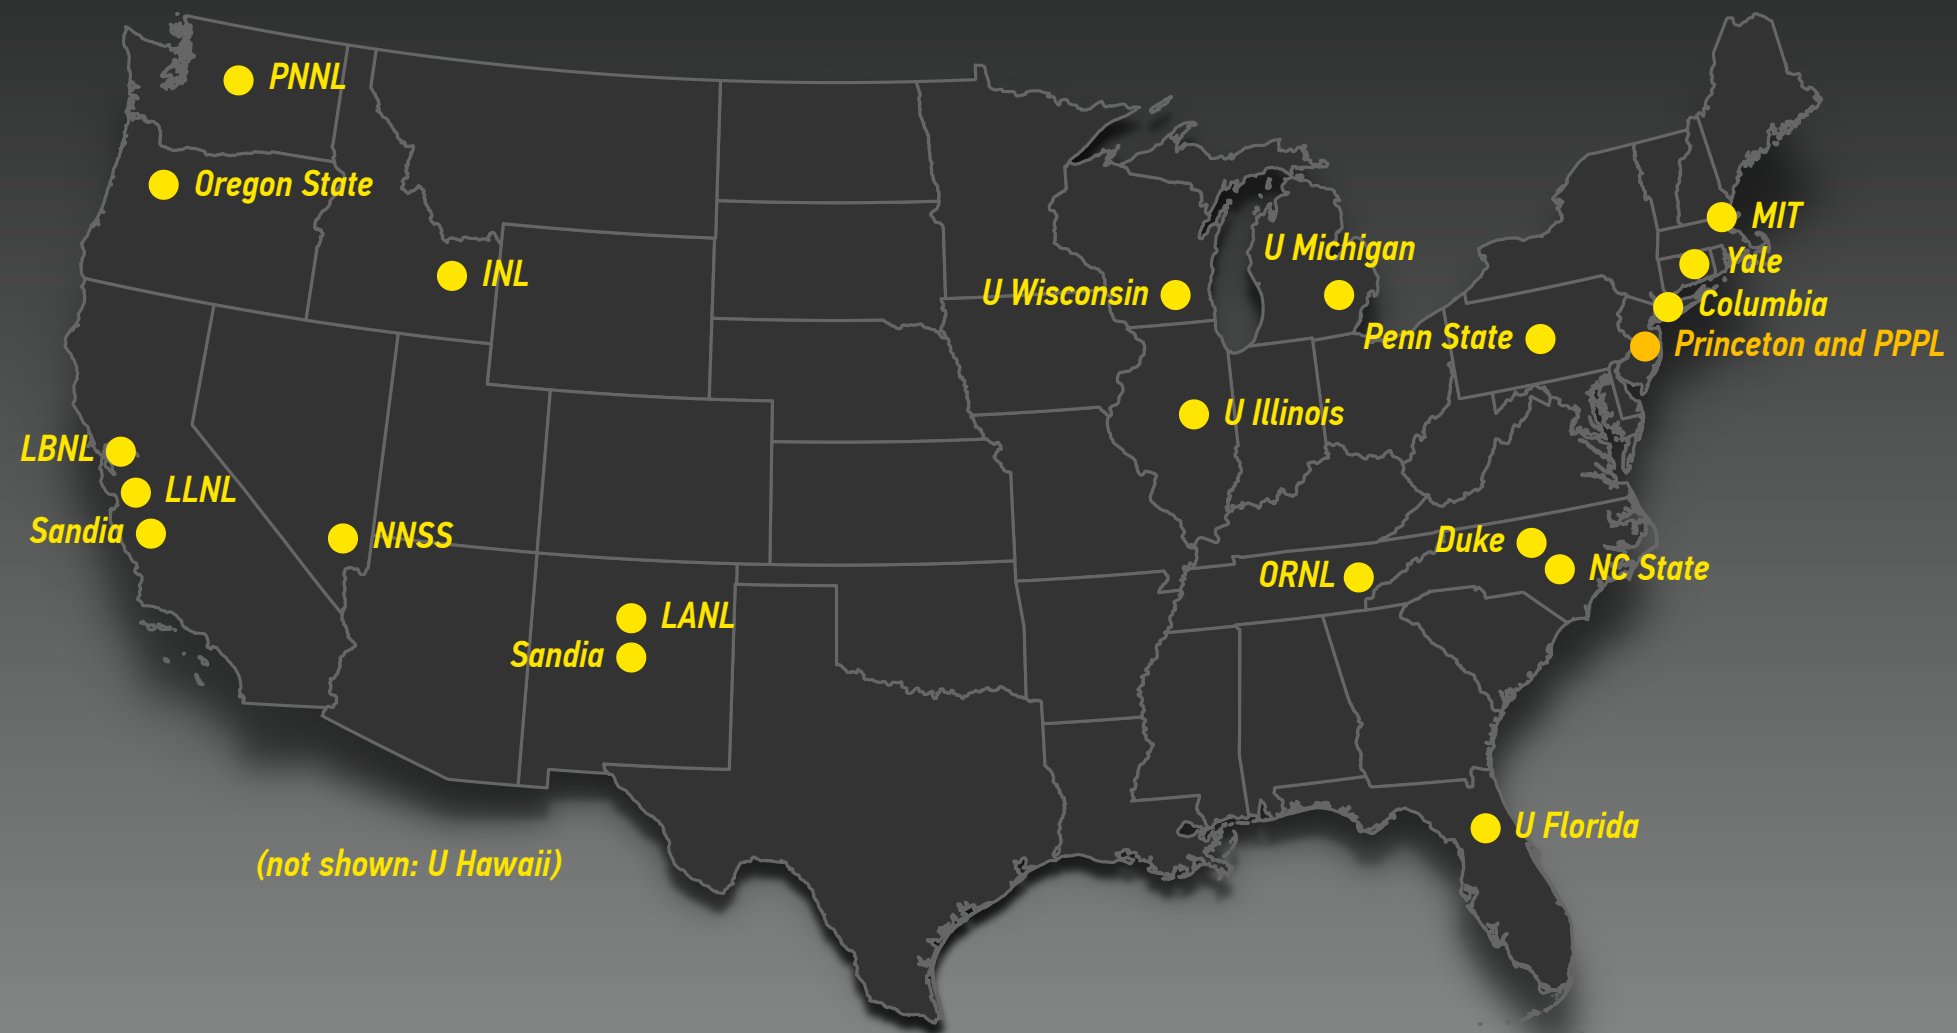 PNNL
Oregon State
MIT
U Michigan
Yale
INL
U Wisconsin
Columbia
Penn State
Princeton and PPPL
U Illinois
LBNL
LLNL
Sandia
NNSS
Duke
NC State
ORNL
LANL
Sandia
U Florida
(not shown: U Hawaii)